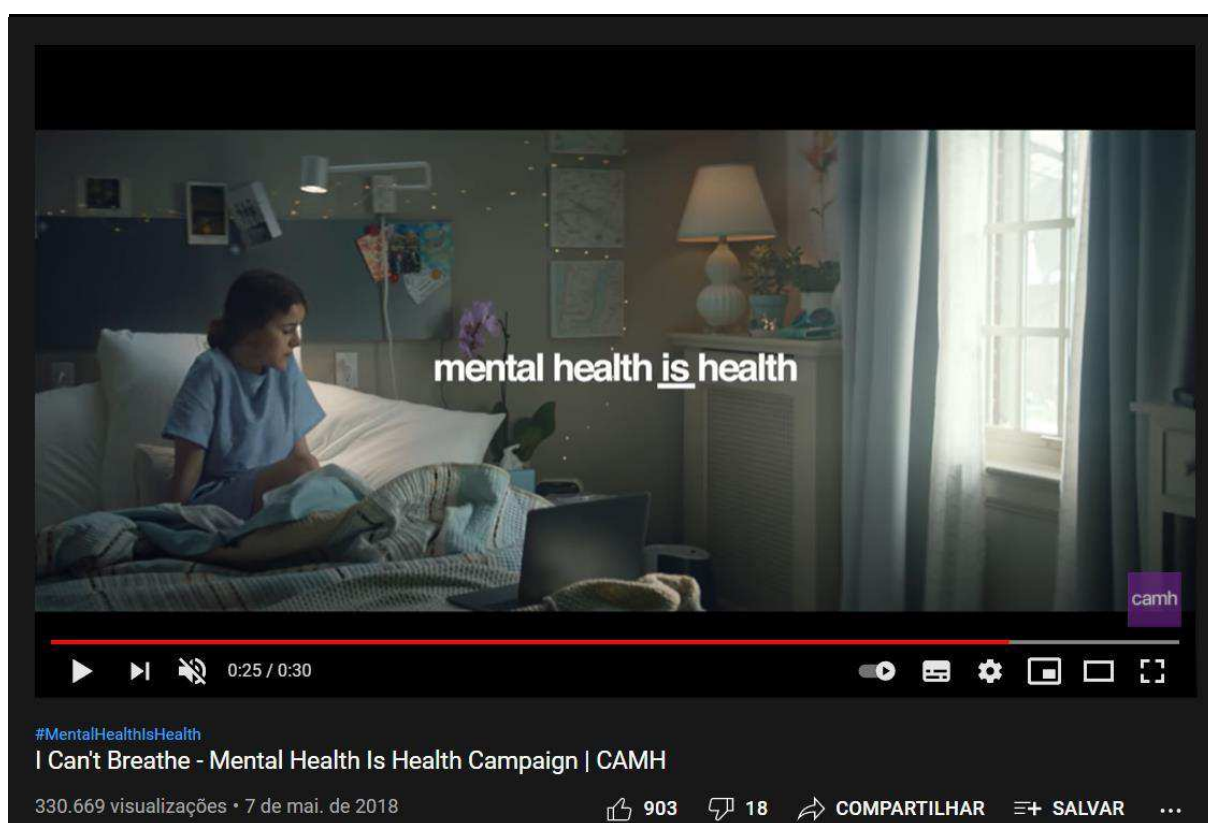 mental health is health
camh
0:25 / 0:30
#MentalHealthIsHealth
I Can't Breathe - Mental Health Is Health Campaign | CAMH
330.669 visualizações • 7 de mai. de 2018 903 18 COMPARTILHAR SALVAR ...